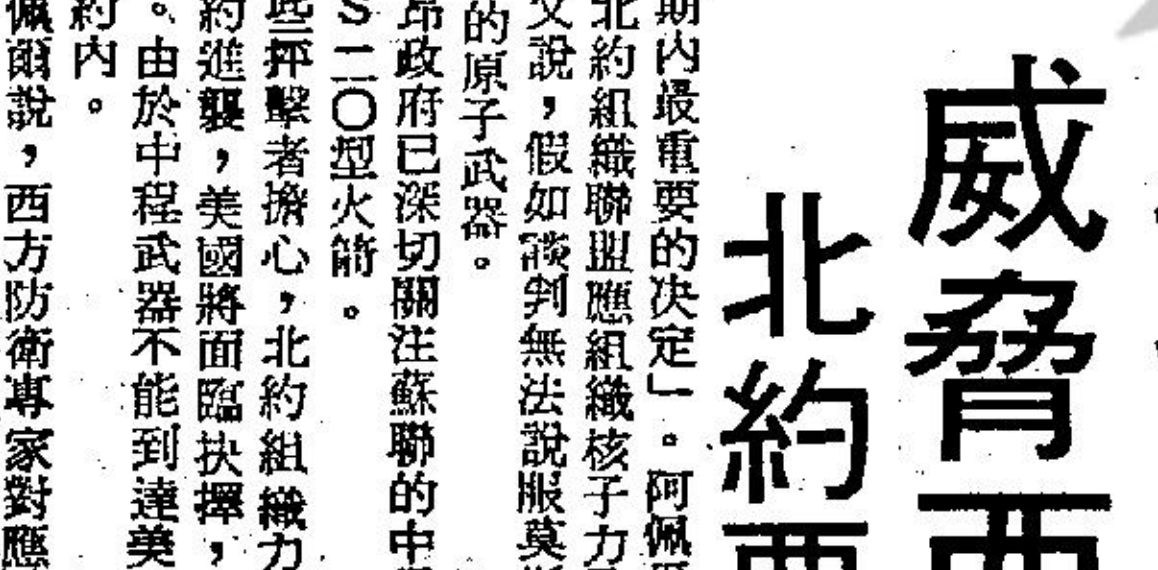 威脅西
北約要
期內最重要的決定」。阿佩
北約組織聯盟應組織核子力
文說，假如談判無法說服莫
的原子武器。
昂政府已深切關注蘇聯的中
S二〇型火箭。
些抨擊者擔心，北約組織力
約進襲，美國將面臨抉擇，
。由於中程武器不能到達美
約內。
佩爾說，西方防衛專家對應